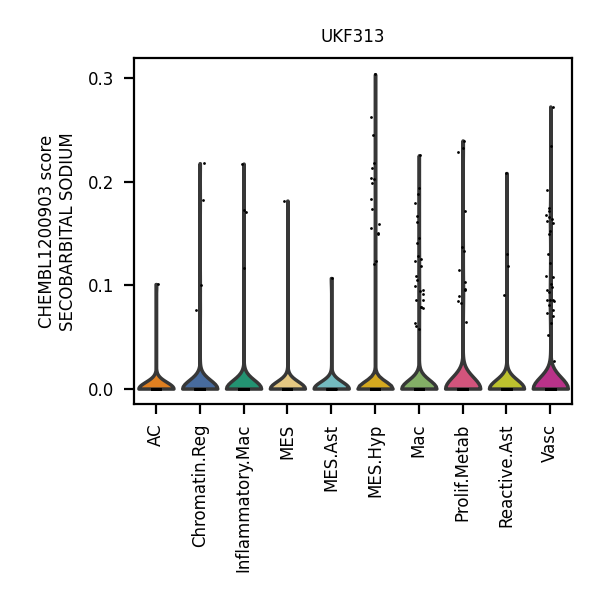 UKF313
CHEMBL1200903 score
SECOBARBITAL SODIUM
0.3
0.2
0.1
0.0
AC
Chromatin.Reg
Inflammatory.Mac
MES
MES.Ast
MES.Hyp
Mac
Prolif.Metab
Reactive.Ast
Vasc